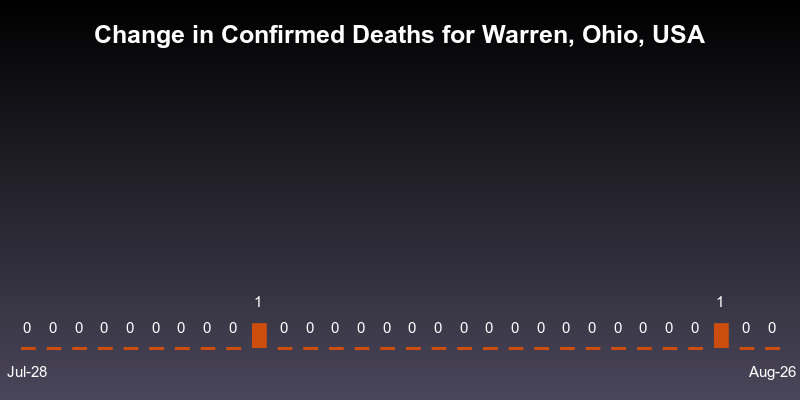 Change in Confirmed Deaths for Warren, Ohio, USA
1 1
0 0 0 0 0 0 0 0 0 0 0 0 0 0 0 0 0 0 0 0 0 0 0 0 0 0 0 0
Jul-28 Aug-26